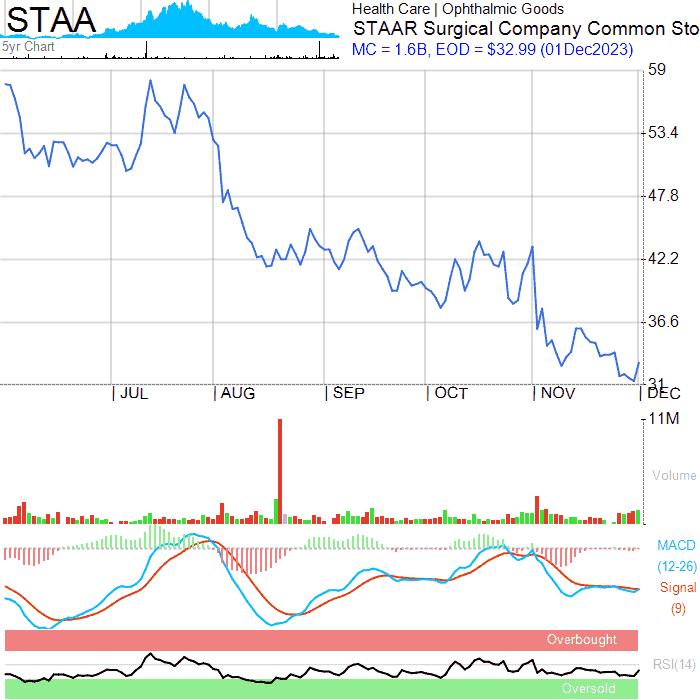 STAA
5yr Chart
Health Care | Ophthalmic Goods
STAAR Surgical Company Common Sto
MC = 1.6B, EOD = $32.99 (01Dec2023)
59
53.4
47.8
42.2
36.6
31
JUL AUG SEP OCT NOV DEC
11M
Volume
MACD
(12-26)
Signal
(9)
Overbought
RSI(14)
Oversold